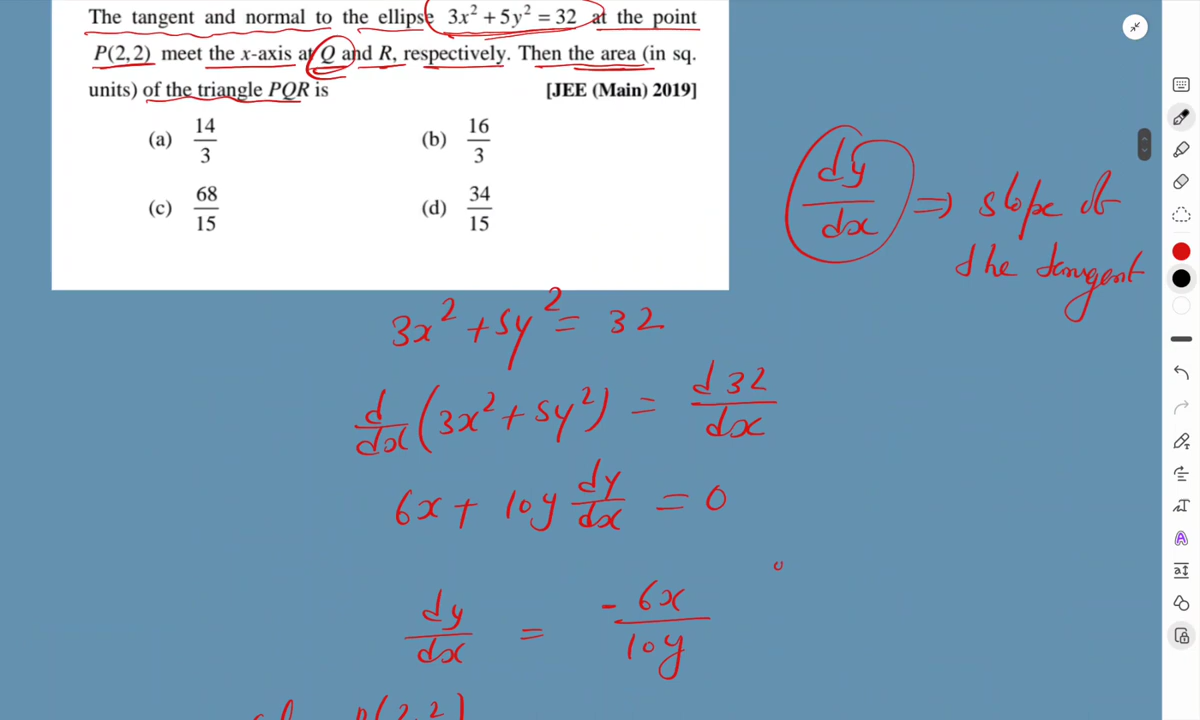 The tangent and normal to the ellipse 3x² + 5y² = 32 at the point
P(2,2) meet the x-axis at Q and R, respectively. Then the area (in sq.
units) of the triangle PQR is [JEE (Main) 2019]
(a) 14/3 (b) 16/3
(c) 68/15 (d) 34/15
dy/dx ⇒ slope of
the tangent
3x² + 5y² = 32
d/dx (3x² + 5y²) = d32/dx
6x + 10y dy/dx = 0
dy/dx = -6x/10y
P(2,2)